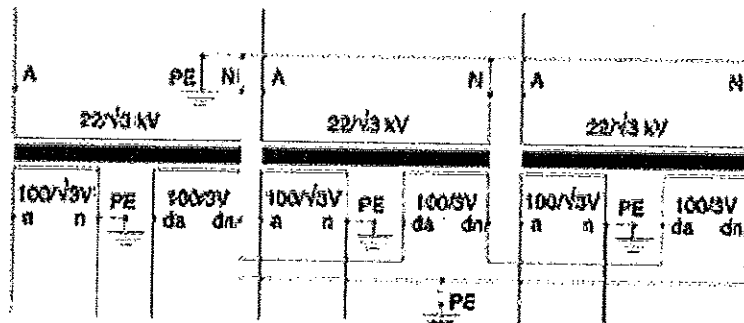 A PE N A N A N
22/√3 kV 22/√3 kV 22/√3 kV
100/√3V PE 100/3V 100/√3V PE 100/3V 100/√3V PE 100/3V
a n da dn a n da dn a n da dn
PE